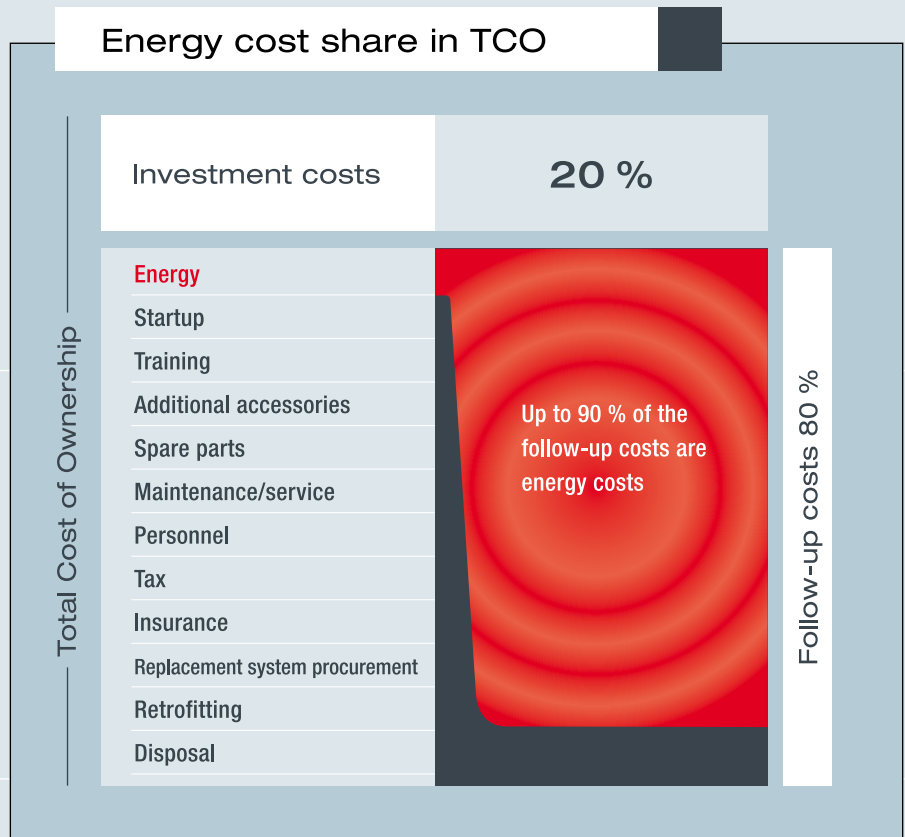 Energy cost share in TCO
Total Cost of Ownership
Investment costs
20 %
Energy
Startup
Training
Additional accessories
Spare parts
Maintenance/service
Personnel
Tax
Insurance
Replacement system procurement
Retrofitting
Disposal
Up to 90 % of the
follow-up costs are
energy costs
Follow-up costs 80 %